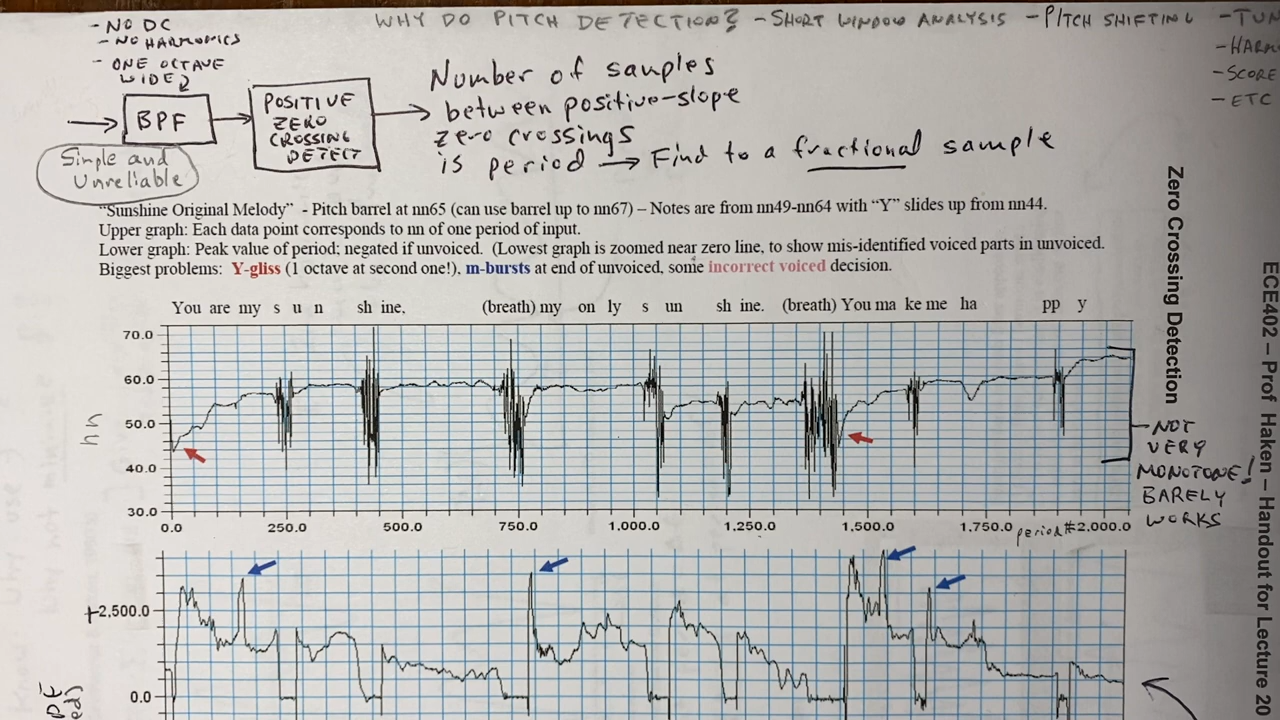 - NO DC
- NO HARMONICS
- ONE OCTAVE
WIDE
WHY DO PITCH DETECTION? - SHORT WINDOW ANALYSIS - PITCH SHIFTING - TUN
- HARM
- SCORE
- ETC
BPF
POSITIVE
ZERO
CROSSING
DETECT
Number of samples
between positive-slope
zero crossings
is period → Find to a fractional sample
Simple and
Unreliable
"Sunshine Original Melody" - Pitch barrel at nn65 (can use barrel up to nn67) – Notes are from nn49-nn64 with "Y" slides up from nn44.
Upper graph: Each data point corresponds to nn of one period of input.
Lower graph: Peak value of period; negated if unvoiced. (Lowest graph is zoomed near zero line, to show mis-identified voiced parts in unvoiced.
Biggest problems: Y-gliss (1 octave at second one!), m-bursts at end of unvoiced, some incorrect voiced decision.
You are my s u n sh ine. (breath) my on ly s un sh ine. (breath) You ma ke me ha pp y
70.0
60.0
50.0
40.0
30.0
nn
0.0 250.0 500.0 750.0 1.000.0 1.250.0 1.500.0 1.750.0 period # 2.000.0
- NOT
VERY
MONOTONE!
BARELY
WORKS
+2,500.0
0.0
Zero Crossing Detection
ECE402 – Prof Haken – Handout for Lecture 20